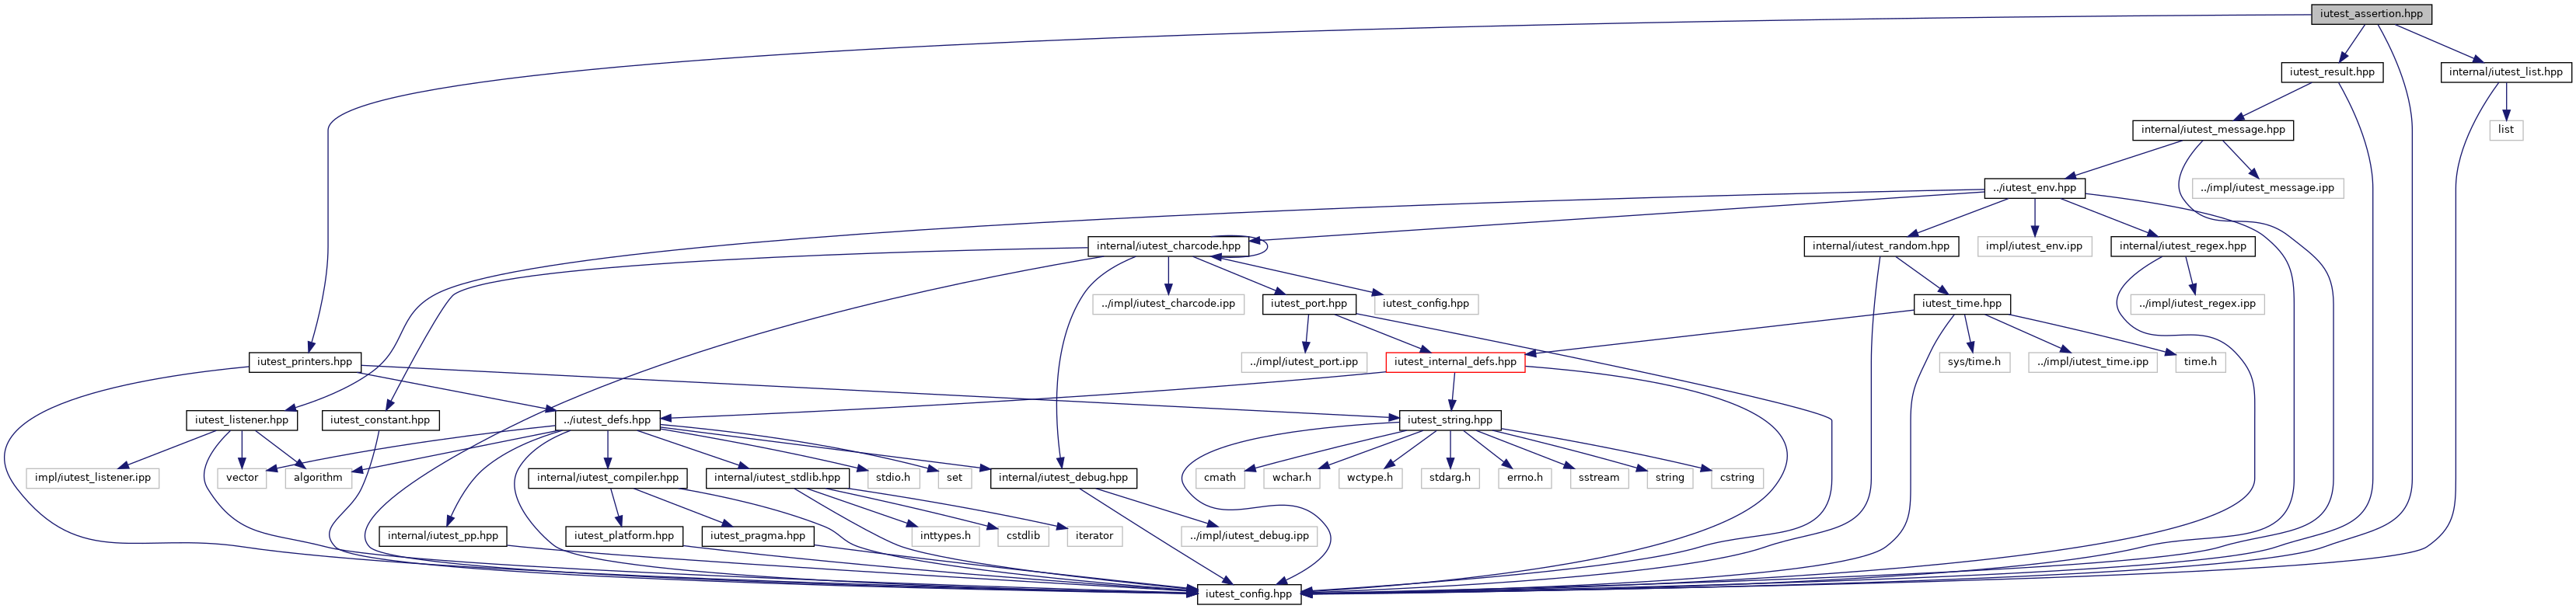 iutest_assertion.hpp
iutest_result.hpp
internal/iutest_list.hpp
internal/iutest_message.hpp
list
../iutest_env.hpp
../impl/iutest_message.ipp
internal/iutest_charcode.hpp
internal/iutest_random.hpp
impl/iutest_env.ipp
internal/iutest_regex.hpp
../impl/iutest_charcode.ipp
iutest_port.hpp
iutest_config.hpp
iutest_time.hpp
../impl/iutest_regex.ipp
iutest_printers.hpp
../impl/iutest_port.ipp
iutest_internal_defs.hpp
sys/time.h
../impl/iutest_time.ipp
time.h
iutest_listener.hpp
iutest_constant.hpp
../iutest_defs.hpp
iutest_string.hpp
impl/iutest_listener.ipp
vector
algorithm
internal/iutest_compiler.hpp
internal/iutest_stdlib.hpp
stdio.h
set
internal/iutest_debug.hpp
cmath
wchar.h
wctype.h
stdarg.h
errno.h
sstream
string
cstring
internal/iutest_pp.hpp
iutest_platform.hpp
iutest_pragma.hpp
inttypes.h
cstdlib
iterator
../impl/iutest_debug.ipp
iutest_config.hpp